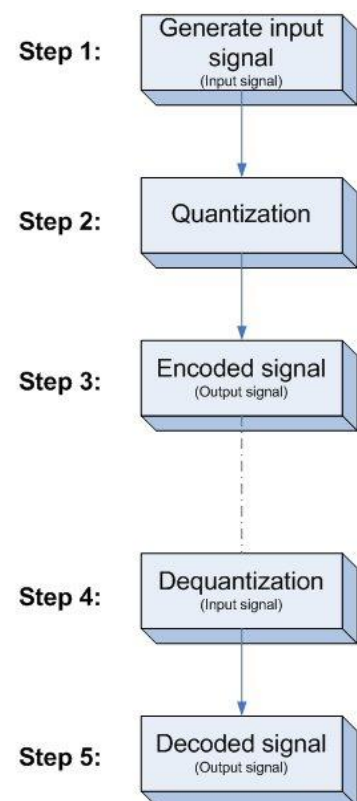 Step 1:
Generate input
signal
(Input signal)
Step 2:
Quantization
Step 3:
Encoded signal
(Output signal)
Step 4:
Dequantization
(Input signal)
Step 5:
Decoded signal
(Output signal)